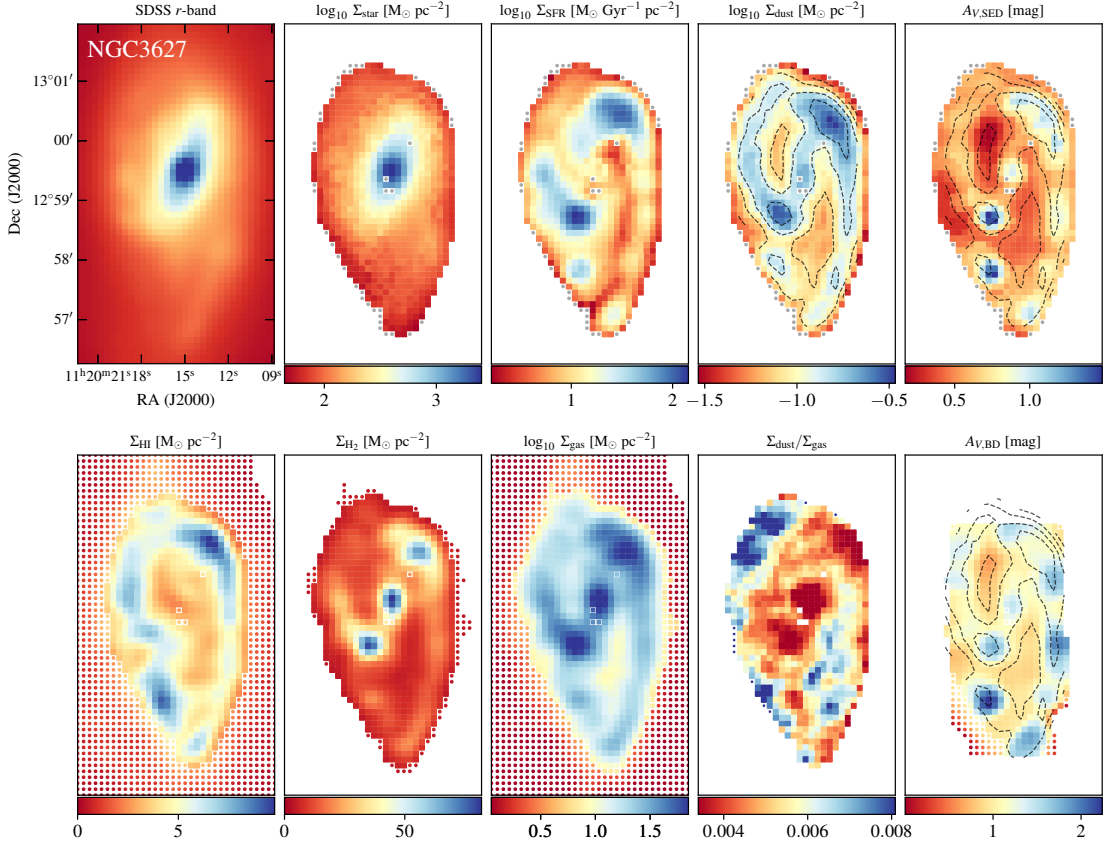 SDSS r-band
log₁₀ Σstar [M⊙ pc⁻²]
log₁₀ ΣSFR [M⊙ Gyr⁻¹ pc⁻²]
log₁₀ Σdust [M⊙ pc⁻²]
A_V,SED [mag]
NGC3627
Dec (J2000)
13°01′
00′
12°59′
58′
57′
11ʰ20ᵐ21ˢ 18ˢ 15ˢ 12ˢ 09ˢ
RA (J2000)
2 3
1 2
−1.5 −1.0 −0.5
0.5 1.0
ΣHI [M⊙ pc⁻²]
ΣH₂ [M⊙ pc⁻²]
log₁₀ Σgas [M⊙ pc⁻²]
Σdust/Σgas
A_V,BD [mag]
0 5
0 50
0.5 1.0 1.5
0.004 0.006 0.008
1 2